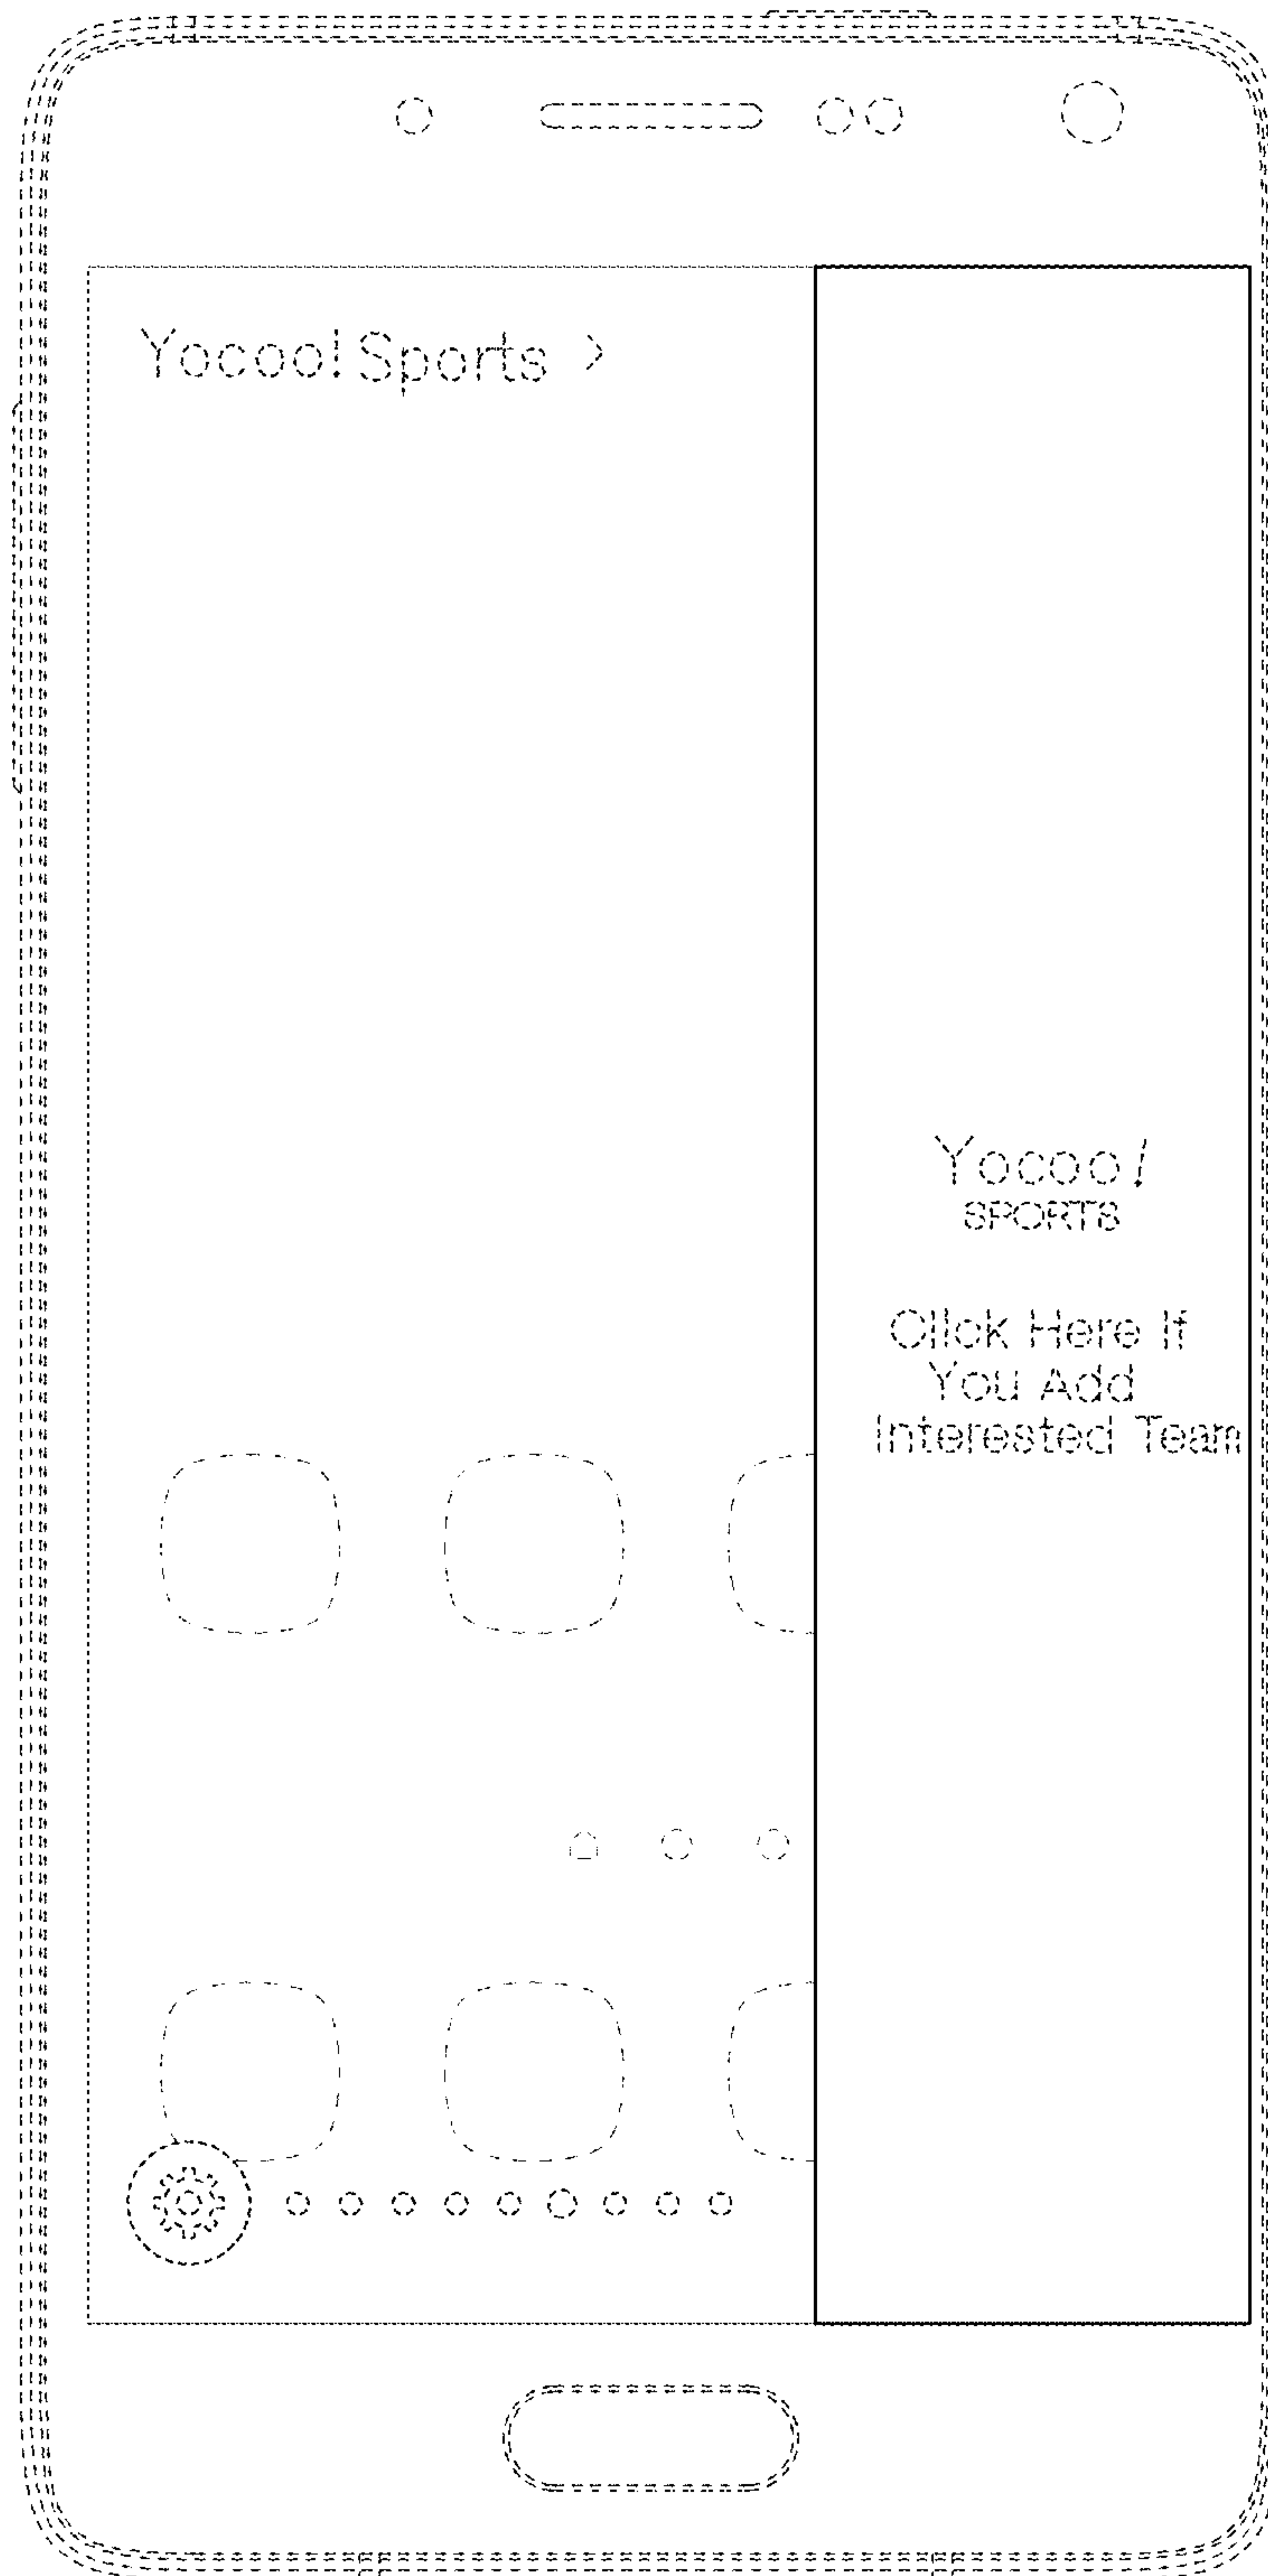 Yocoo! Sports >
Yocoo!
SPORTS
Click Here If
You Add
Interested Team